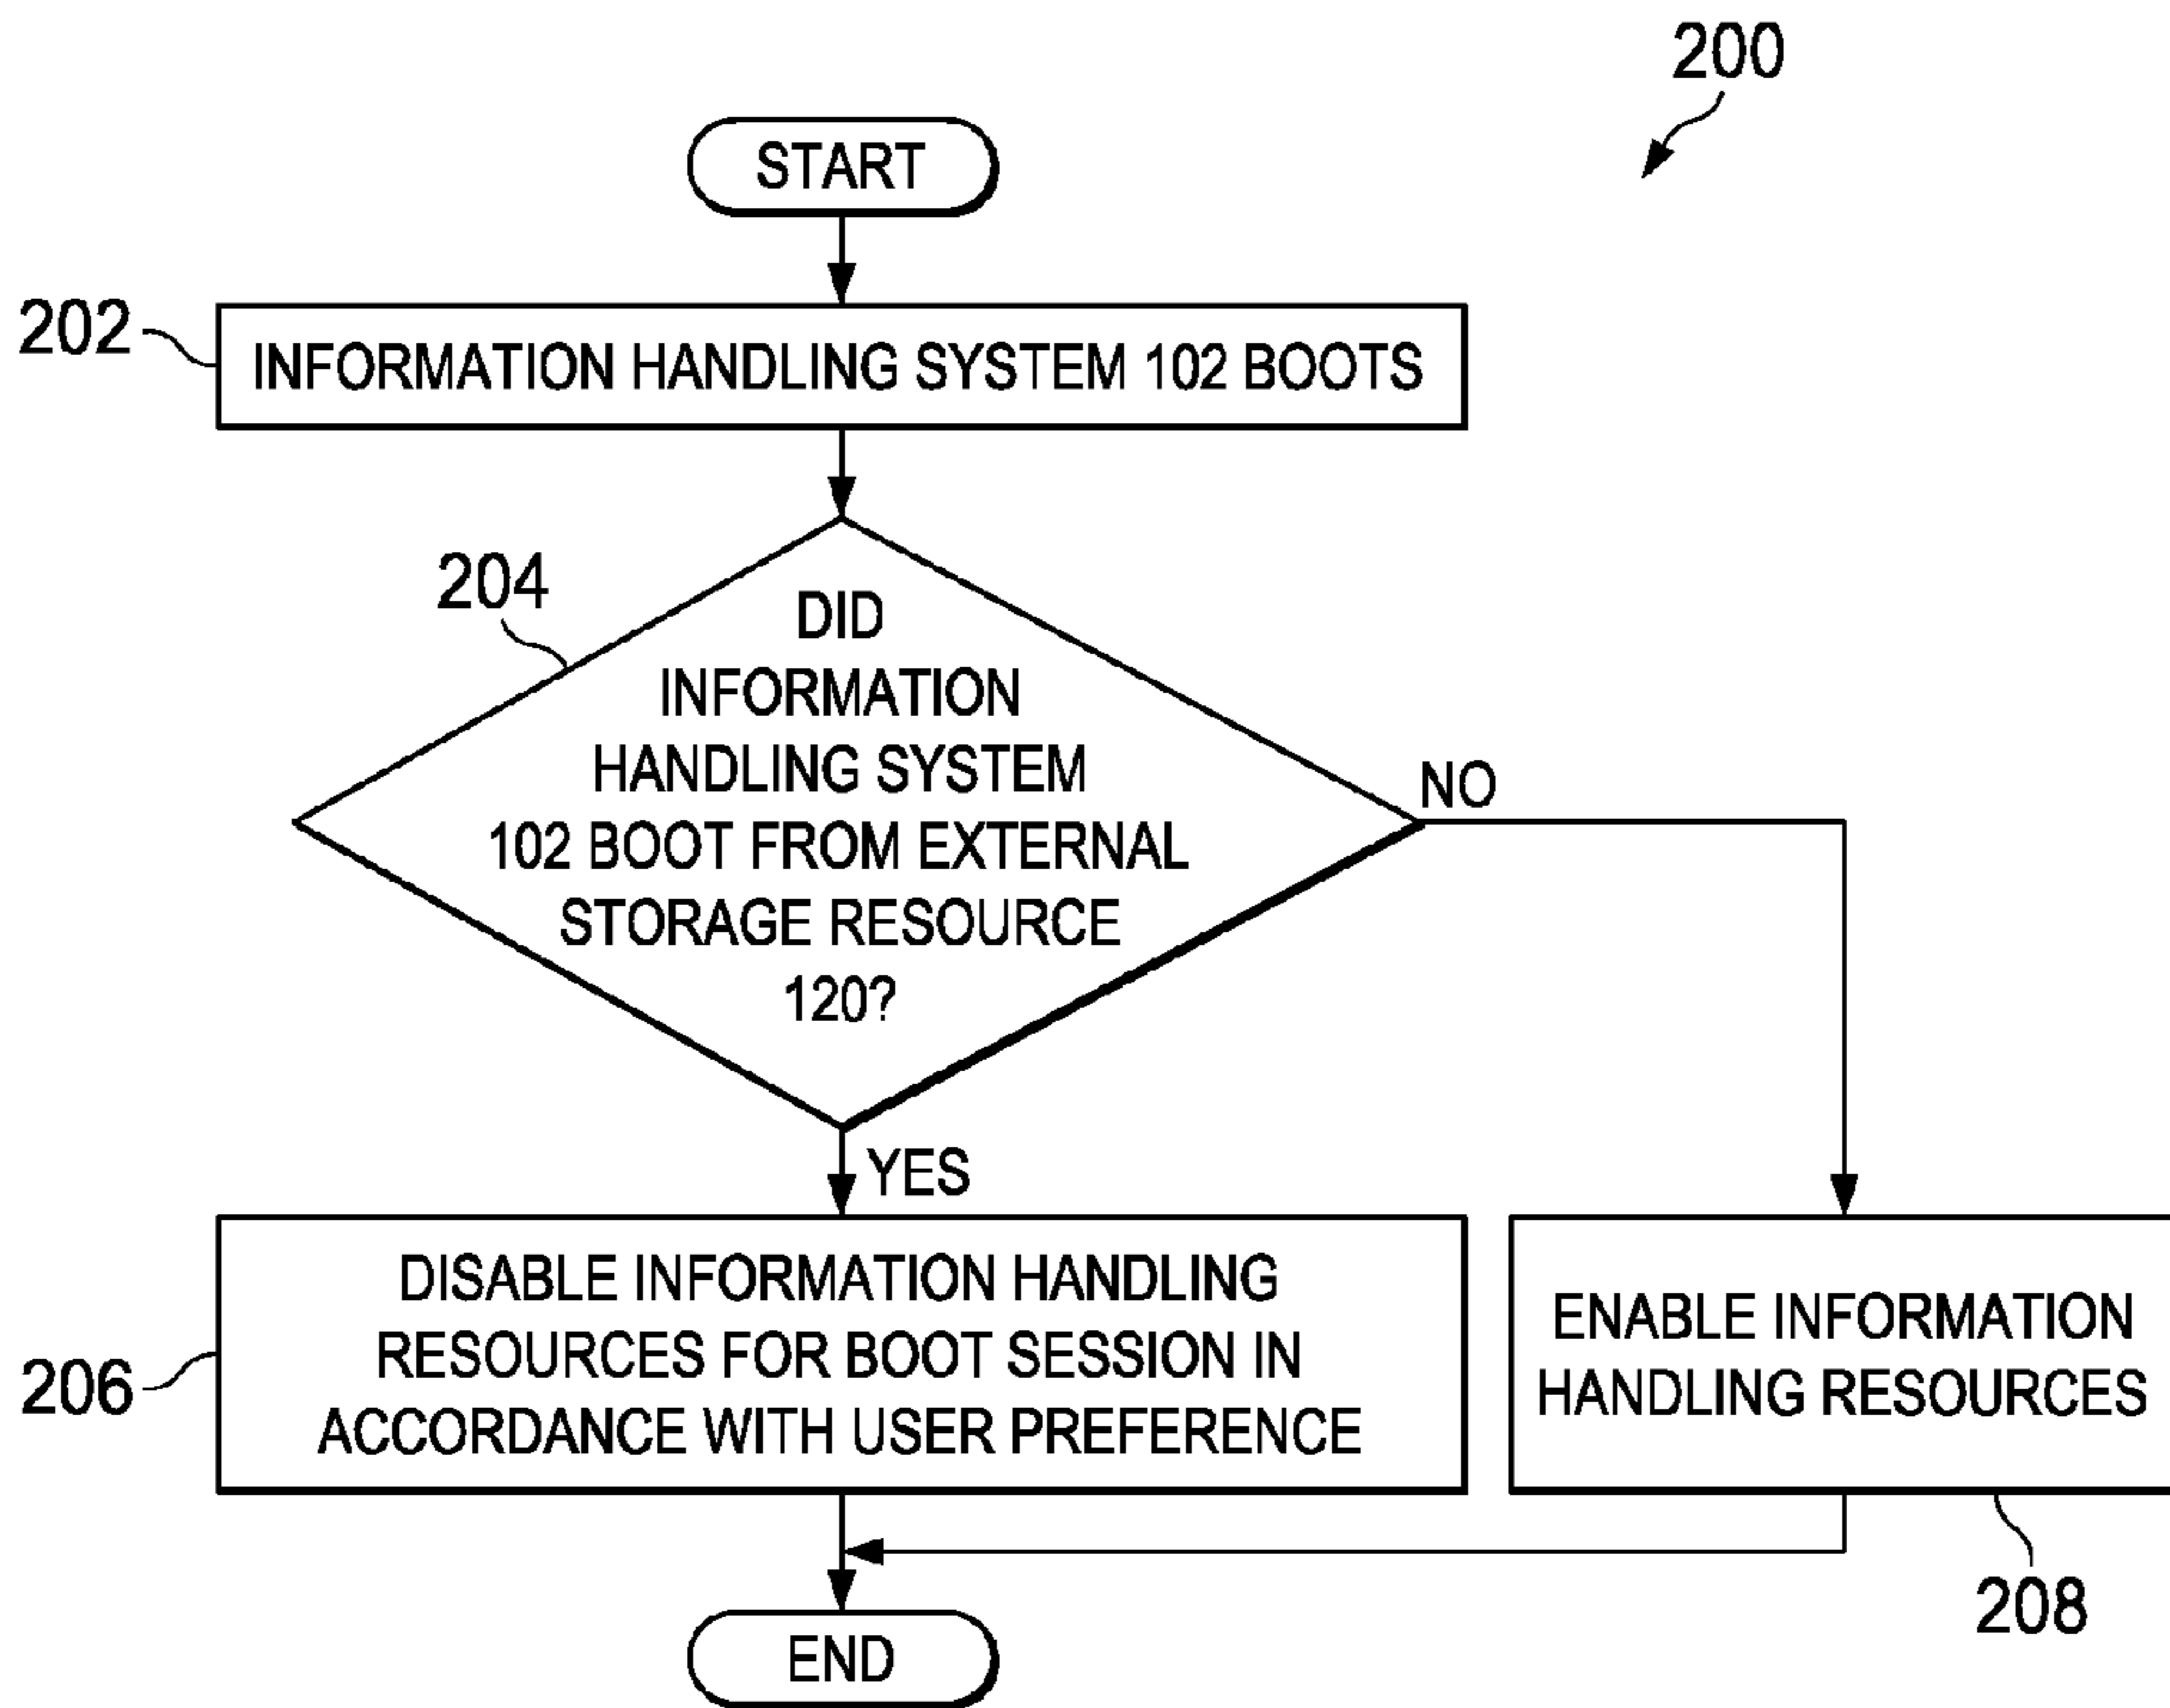 200
START
202
INFORMATION HANDLING SYSTEM 102 BOOTS
204
DID
INFORMATION
HANDLING SYSTEM
102 BOOT FROM EXTERNAL
STORAGE RESOURCE
120?
NO
YES
206
DISABLE INFORMATION HANDLING
RESOURCES FOR BOOT SESSION IN
ACCORDANCE WITH USER PREFERENCE
ENABLE INFORMATION
HANDLING RESOURCES
208
END